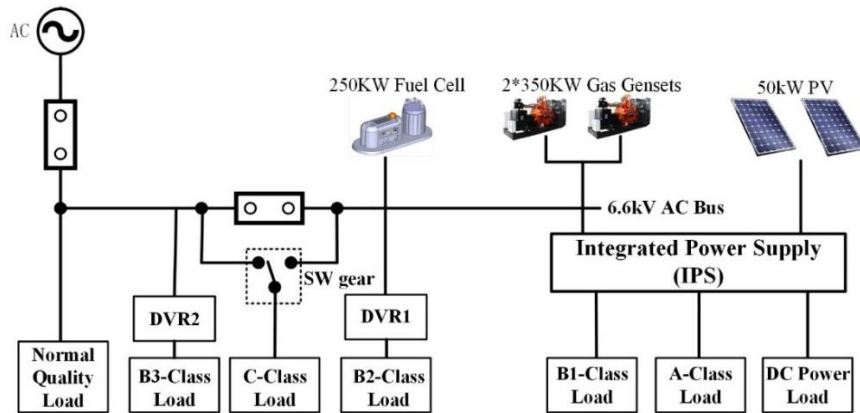 AC
250KW Fuel Cell
2*350KW Gas Gensets
50kW PV
6.6kV AC Bus
Integrated Power Supply
(IPS)
SW gear
DVR2
DVR1
Normal
Quality
Load
B3-Class
Load
C-Class
Load
B2-Class
Load
B1-Class
Load
A-Class
Load
DC Power
Load